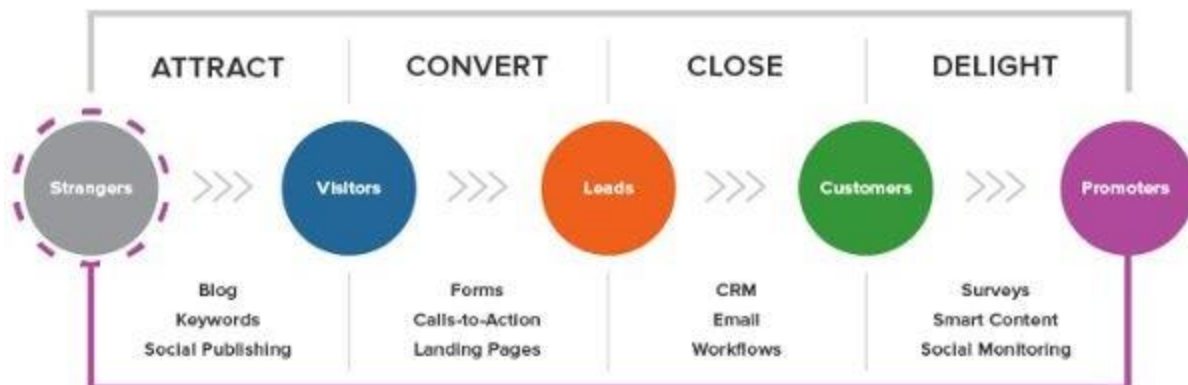 ATTRACT
CONVERT
CLOSE
DELIGHT
Strangers
Visitors
Leads
Customers
Promoters
Blog
Keywords
Social Publishing
Forms
Calls-to-Action
Landing Pages
CRM
Email
Workflows
Surveys
Smart Content
Social Monitoring